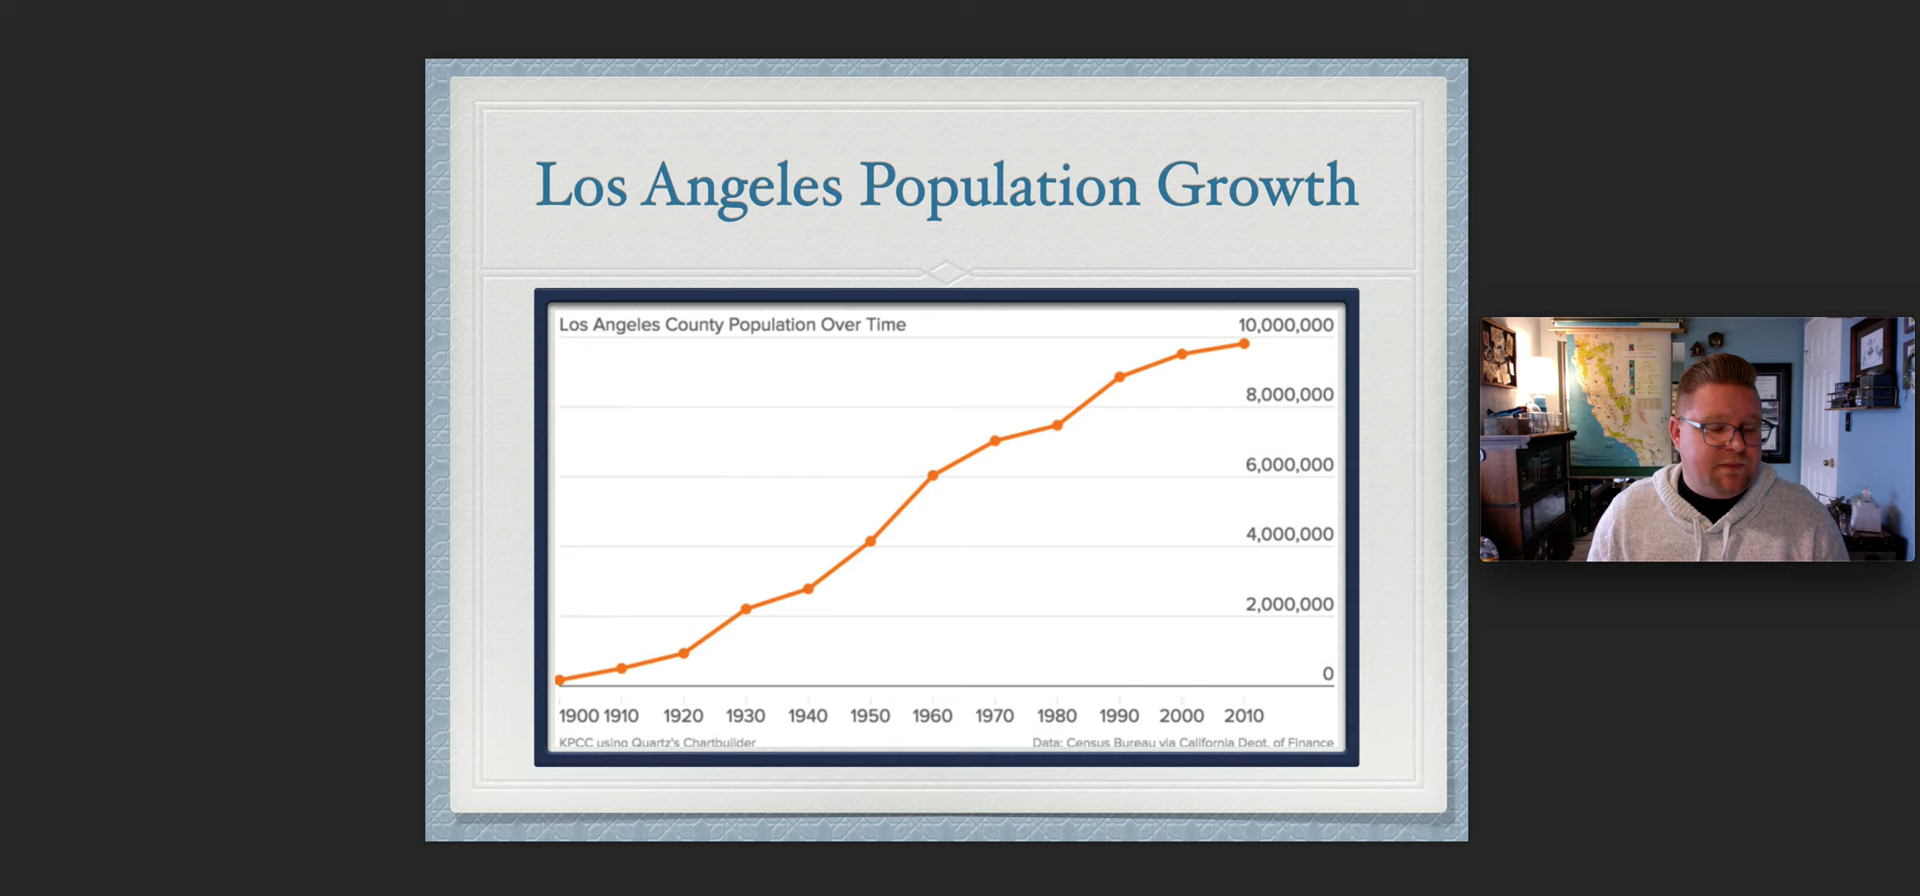 Los Angeles Population Growth
Los Angeles County Population Over Time
10,000,000
8,000,000
6,000,000
4,000,000
2,000,000
0
1900 1910 1920 1930 1940 1950 1960 1970 1980 1990 2000 2010
KPCC using Quartz's Chartbuilder
Data: Census Bureau via California Dept. of Finance